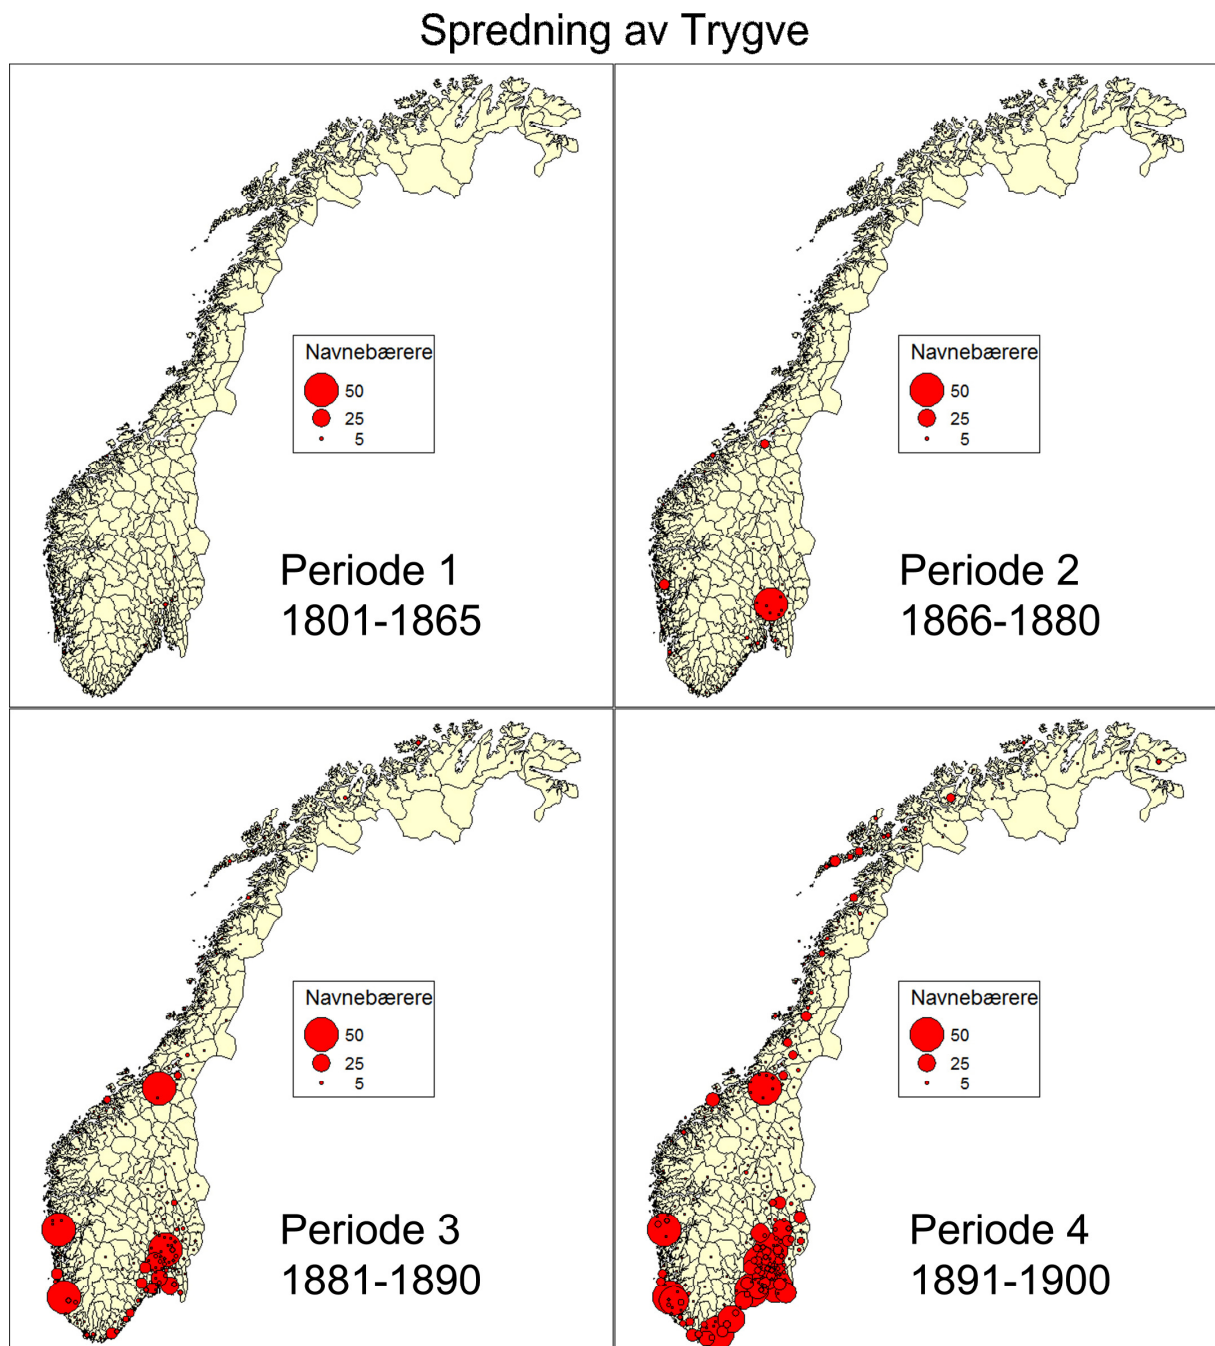 Spredning av Trygve
Navnebærere
50
25
5
Periode 1
1801-1865
Navnebærere
50
25
5
Periode 2
1866-1880
Navnebærere
50
25
5
Periode 3
1881-1890
Navnebærere
50
25
5
Periode 4
1891-1900